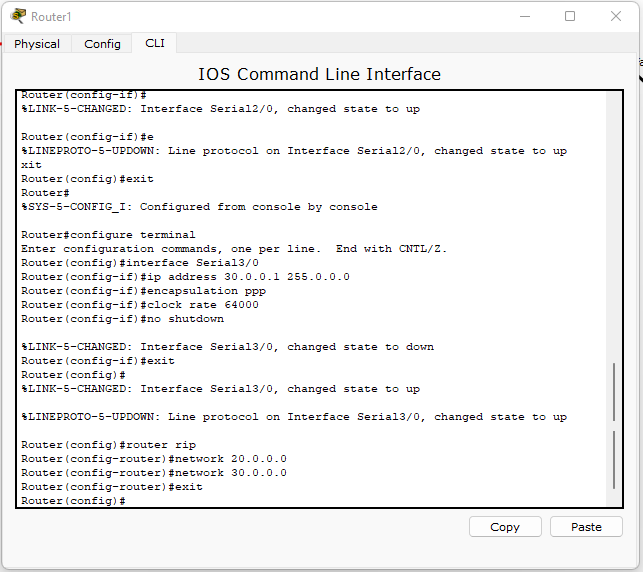 Router1
Physical Config CLI
IOS Command Line Interface
Router(config-if)#
%LINK-5-CHANGED: Interface Serial2/0, changed state to up
Router(config-if)#e
%LINEPROTO-5-UPDOWN: Line protocol on Interface Serial2/0, changed state to up
xit
Router(config)#exit
Router#
%SYS-5-CONFIG_I: Configured from console by console
Router#configure terminal
Enter configuration commands, one per line.  End with CNTL/Z.
Router(config)#interface Serial3/0
Router(config-if)#ip address 30.0.0.1 255.0.0.0
Router(config-if)#encapsulation ppp
Router(config-if)#clock rate 64000
Router(config-if)#no shutdown
%LINK-5-CHANGED: Interface Serial3/0, changed state to down
Router(config-if)#exit
Router(config)#
%LINK-5-CHANGED: Interface Serial3/0, changed state to up
%LINEPROTO-5-UPDOWN: Line protocol on Interface Serial3/0, changed state to up
Router(config)#router rip
Router(config-router)#network 20.0.0.0
Router(config-router)#network 30.0.0.0
Router(config-router)#exit
Router(config)#
Copy Paste